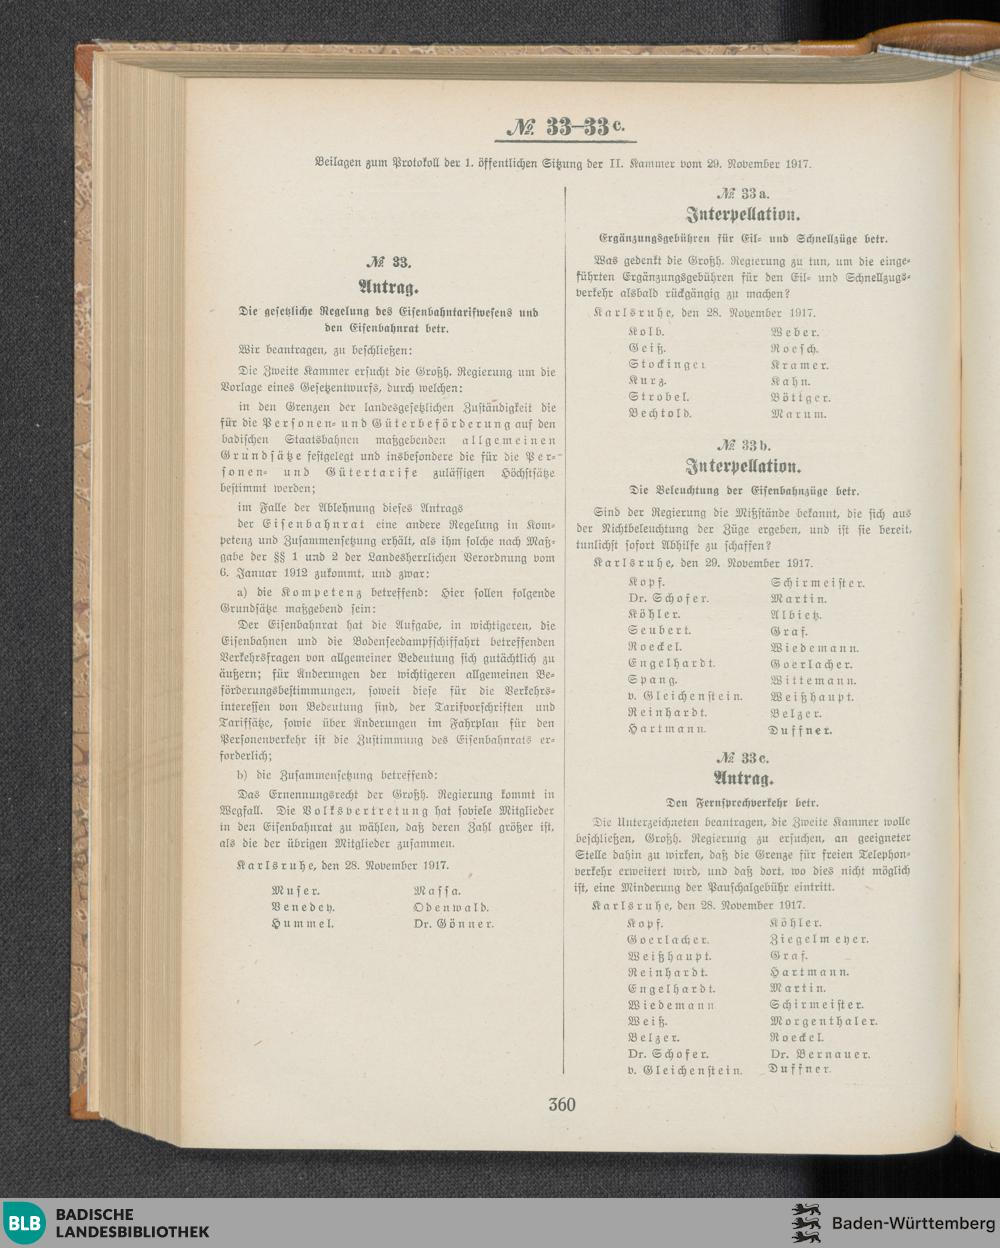 № 33–33 c.
Beilagen zum Protokoll der 1. öffentlichen Sitzung der II. Kammer vom 29. November 1917.
№ 33.
Antrag.
Die gesetzliche Regelung des Eisenbahntarifwesens und
den Eisenbahnrat betr.
Wir beantragen, zu beschließen:
Die Zweite Kammer ersucht die Großh. Regierung um die
Vorlage eines Gesetzentwurfs, durch welchen:
in den Grenzen der landesgesetzlichen Zuständigkeit die
für die Personen- und Güterbeförderung auf den
badischen Staatsbahnen maßgebenden allgemeinen
Grundsätze festgelegt und insbesondere die für die Per-
sonen- und Gütertarife zulässigen Höchstsätze
bestimmt werden;
im Falle der Ablehnung dieses Antrags
der Eisenbahnrat eine andere Regelung in Kom-
petenz und Zusammensetzung erhält, als ihm solche nach Maß-
gabe der §§ 1 und 2 der Landesherrlichen Verordnung vom
6. Januar 1912 zukommt, und zwar:
a) die Kompetenz betreffend: Hier sollen folgende
Grundsätze maßgebend sein:
Der Eisenbahnrat hat die Aufgabe, in wichtigeren, die
Eisenbahnen und die Bodenseedampfschiffahrt betreffenden
Verkehrsfragen von allgemeiner Bedeutung sich gutächtlich zu
äußern; für Änderungen der wichtigeren allgemeinen Be-
förderungsbestimmungen, soweit diese für die Verkehrs-
interessen von Bedeutung sind, der Tarifvorschriften und
Tarifsätze, sowie über Änderungen im Fahrplan für den
Personenverkehr ist die Zustimmung des Eisenbahnrats er-
forderlich;
b) die Zusammensetzung betreffend:
Das Ernennungsrecht der Großh. Regierung kommt in
Wegfall. Die Volksvertretung hat soviele Mitglieder
in den Eisenbahnrat zu wählen, daß deren Zahl größer ist,
als die der übrigen Mitglieder zusammen.
Karlsruhe, den 28. November 1917.
Muser. Massa.
Venedey. Odenwald.
Hummel. Dr. Gönner.
№ 33 a.
Interpellation.
Ergänzungsgebühren für Eil- und Schnellzüge betr.
Was gedenkt die Großh. Regierung zu tun, um die einge-
führten Ergänzungsgebühren für den Eil- und Schnellzugs-
verkehr alsbald rückgängig zu machen?
Karlsruhe, den 28. November 1917.
Kolb. Weber.
Geiß. Roesch.
Stockinger Kramer.
Kurz. Kahn.
Strobel. Böttger.
Bechtold. Marum.
№ 33 b.
Interpellation.
Die Beleuchtung der Eisenbahnzüge betr.
Sind der Regierung die Mißstände bekannt, die sich aus
der Nichtbeleuchtung der Züge ergeben, und ist sie bereit,
tunlichst sofort Abhilfe zu schaffen?
Karlsruhe, den 29. November 1917.
Kopf. Schirmeister.
Dr. Schofer. Martin.
Köhler. Albietz.
Seubert. Graf.
Roeckel. Wiedemann.
Engelhardt. Goerlacher.
Spang. Wittemann.
v. Gleichenstein. Weißhaupt.
Reinhardt. Belzer.
Hartmann. Duffner.
№ 33 c.
Antrag.
Den Fernsprechverkehr betr.
Die Unterzeichneten beantragen, die Zweite Kammer wolle
beschließen, Großh. Regierung zu ersuchen, an geeigneter
Stelle dahin zu wirken, daß die Grenze für freien Telephon-
verkehr erweitert wird, und daß dort, wo dies nicht möglich
ist, eine Minderung der Pauschalgebühr eintritt.
Karlsruhe, den 28. November 1917.
Kopf. Köhler.
Goerlacher. Ziegelmeyer.
Weißhaupt. Graf.
Reinhardt. Hartmann.
Engelhardt. Martin.
Wiedemann Schirmeister.
Weiß. Morgenthaler.
Belzer. Roeckel.
Dr. Schofer. Dr. Bernauer.
v. Gleichenstein. Duffner.
360
BLB BADISCHE
LANDESBIBLIOTHEK
Baden-Württemberg